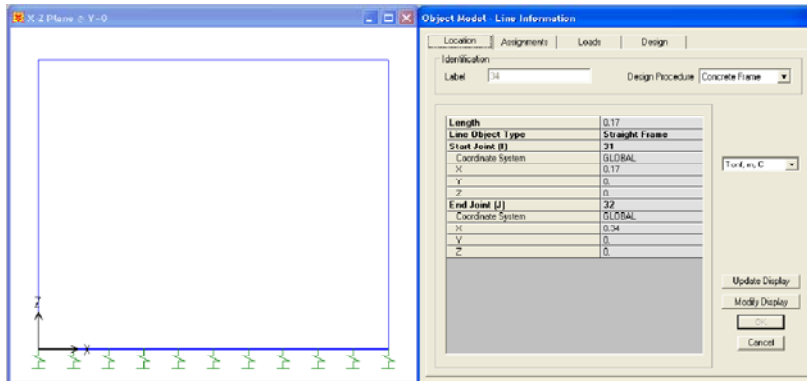 X-Z Plane @ Y=0
Z
X
Object Model - Line Information
Location Assignments Loads Design
Identification
Label 34 Design Procedure Concrete Frame
Length 0.17
Line Object Type Straight Frame
Start Joint (I) 31
Coordinate System GLOBAL
X 0.17
Y 0.
Z 0.
End Joint (J) 32
Coordinate System GLOBAL
X 0.34
Y 0.
Z 0.
Tonf, m, C
Update Display
Modify Display
OK
Cancel